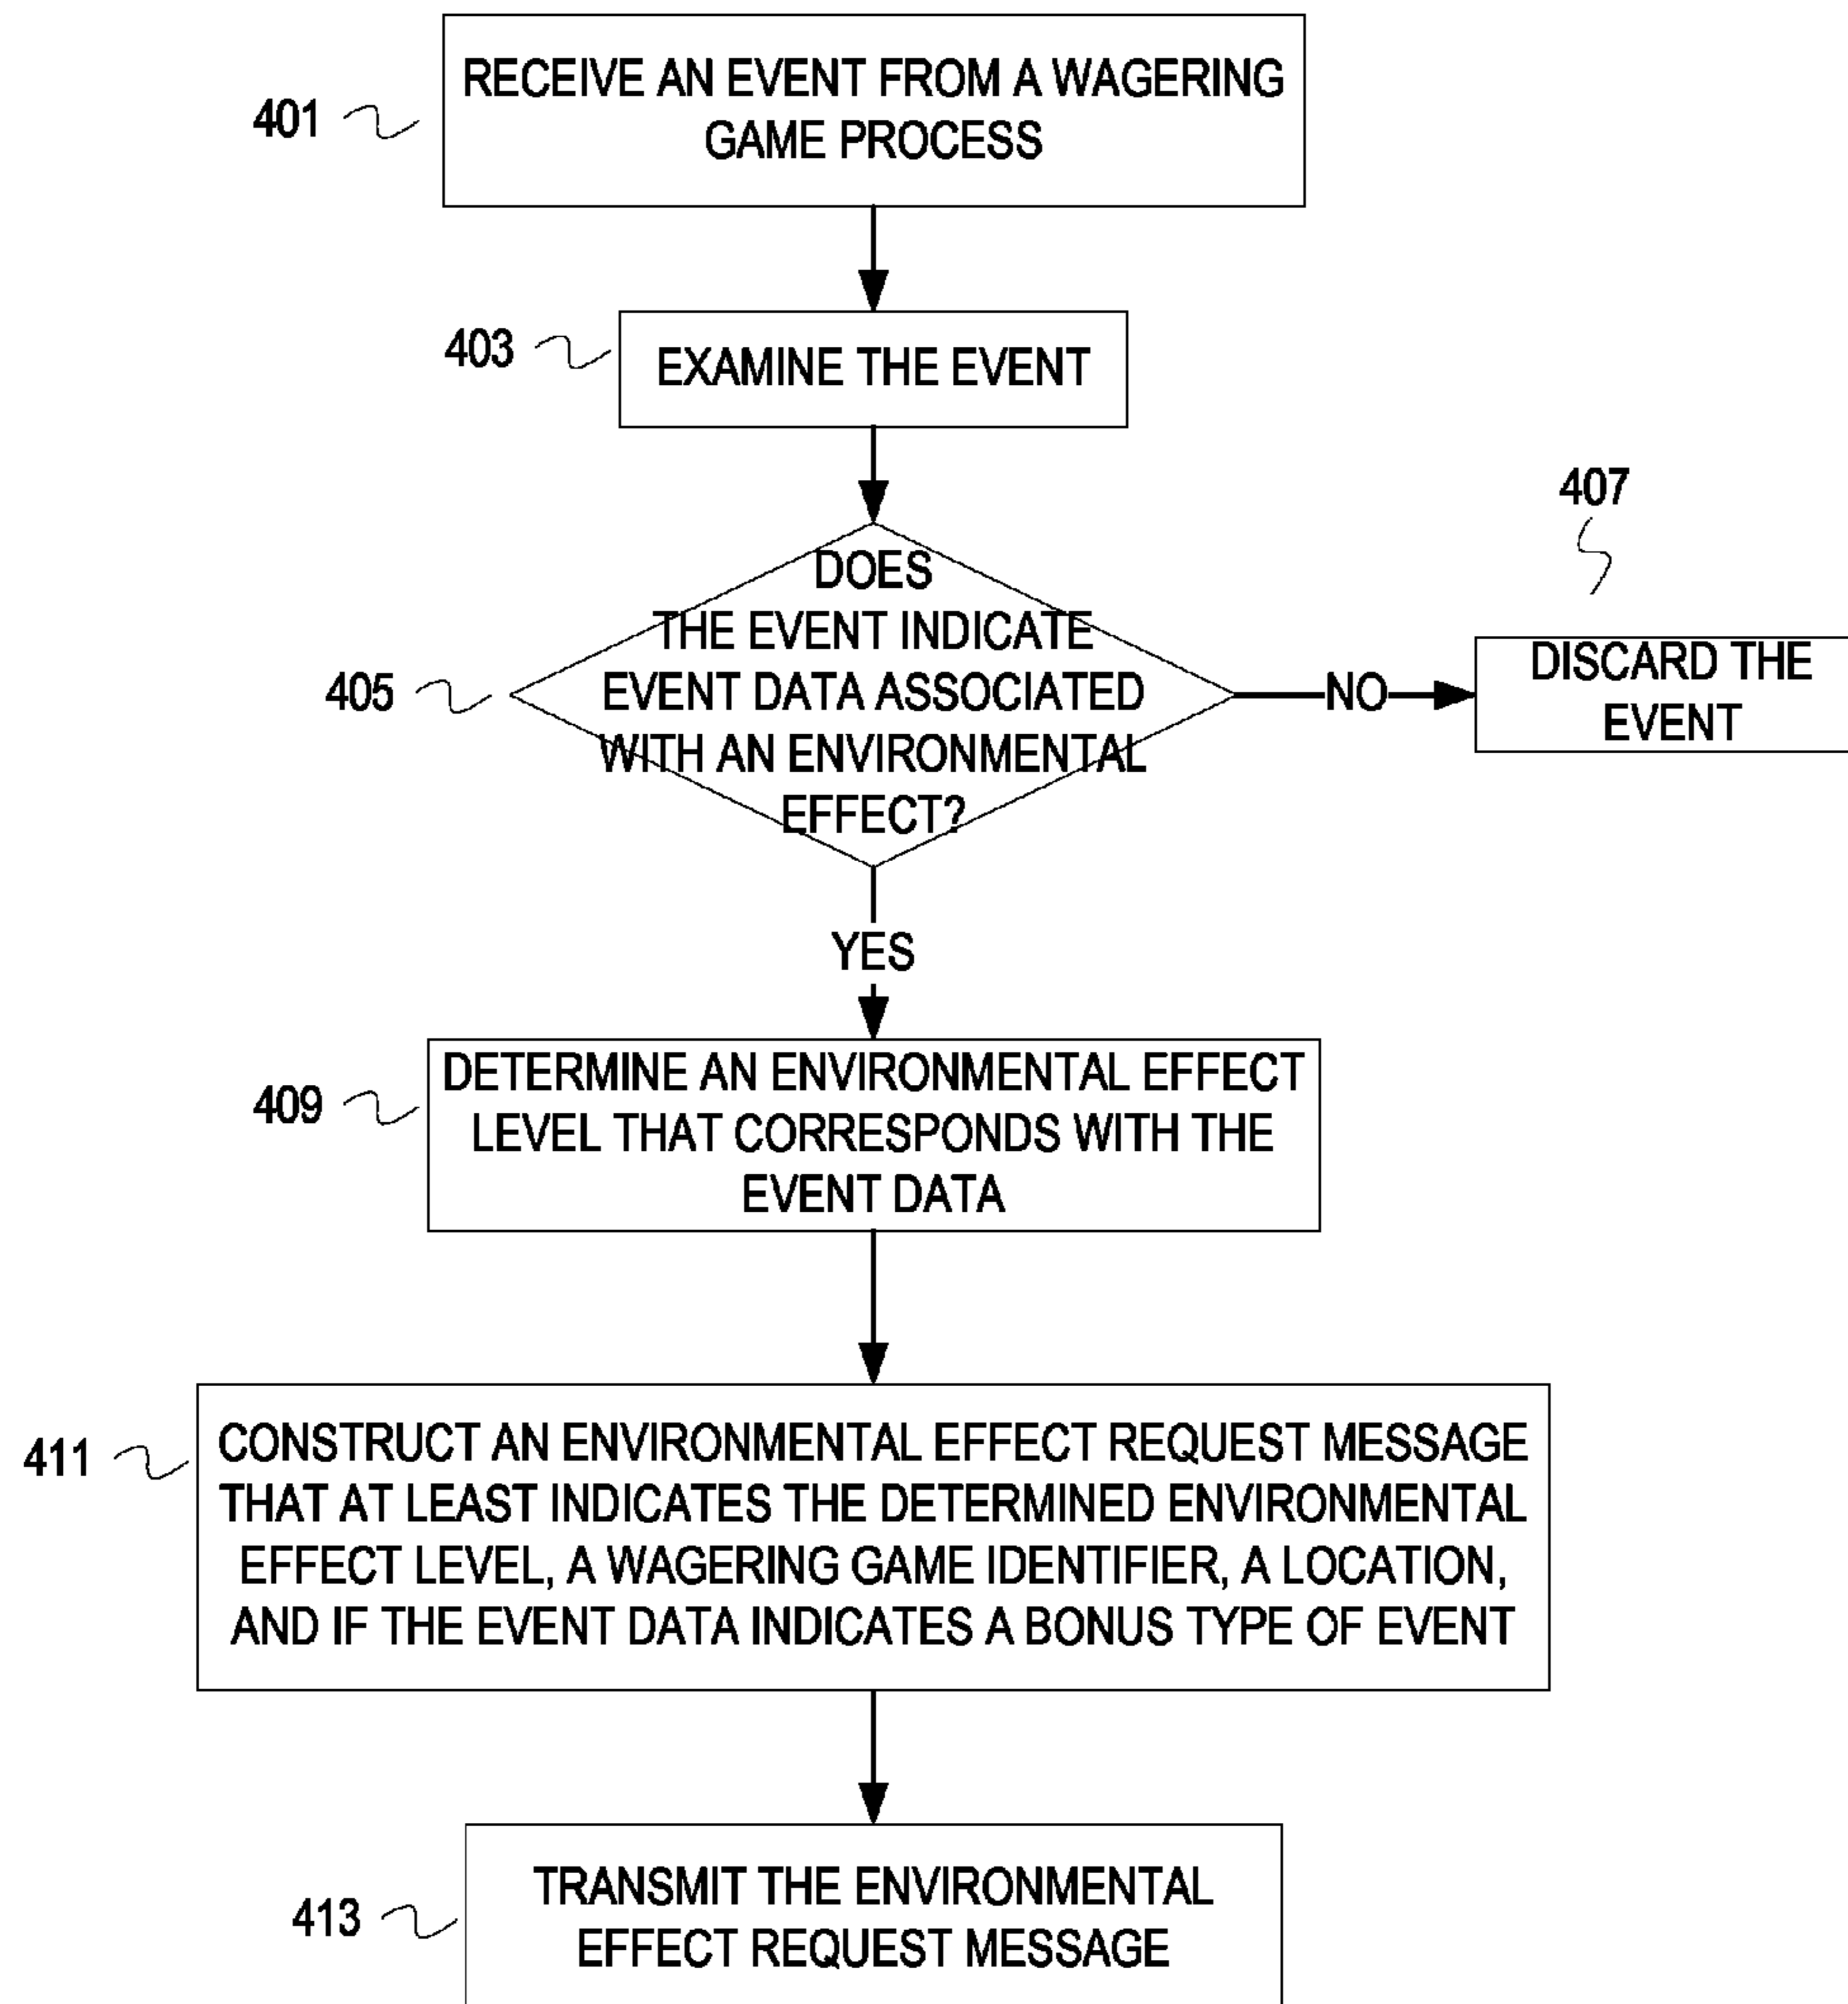 401
RECEIVE AN EVENT FROM A WAGERING
GAME PROCESS
403
EXAMINE THE EVENT
405
DOES
THE EVENT INDICATE
EVENT DATA ASSOCIATED
WITH AN ENVIRONMENTAL
EFFECT?
NO
407
DISCARD THE
EVENT
YES
409
DETERMINE AN ENVIRONMENTAL EFFECT
LEVEL THAT CORRESPONDS WITH THE
EVENT DATA
411
CONSTRUCT AN ENVIRONMENTAL EFFECT REQUEST MESSAGE
THAT AT LEAST INDICATES THE DETERMINED ENVIRONMENTAL
EFFECT LEVEL, A WAGERING GAME IDENTIFIER, A LOCATION,
AND IF THE EVENT DATA INDICATES A BONUS TYPE OF EVENT
413
TRANSMIT THE ENVIRONMENTAL
EFFECT REQUEST MESSAGE